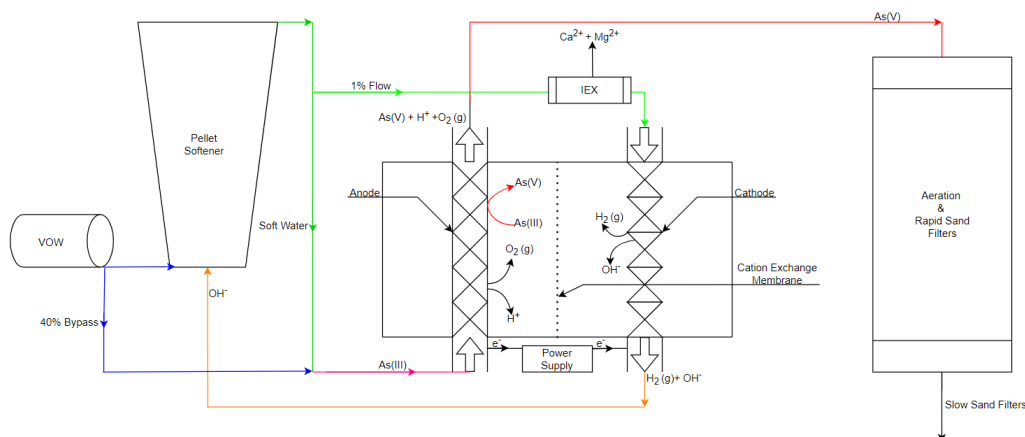 As(V)
Ca²⁺ + Mg²⁺
1% Flow
IEX
As(V) + H⁺ +O₂ (g)
Pellet
Softener
Anode
As(V)
As(III)
Cathode
H₂ (g)
Aeration
&
Rapid Sand
Filters
Soft Water
VOW
O₂ (g)
OH⁻
Cation Exchange
Membrane
OH⁻
H⁺
40% Bypass
e⁻
Power
Supply
e⁻
As(III)
H₂ (g)+ OH⁻
Slow Sand Filters